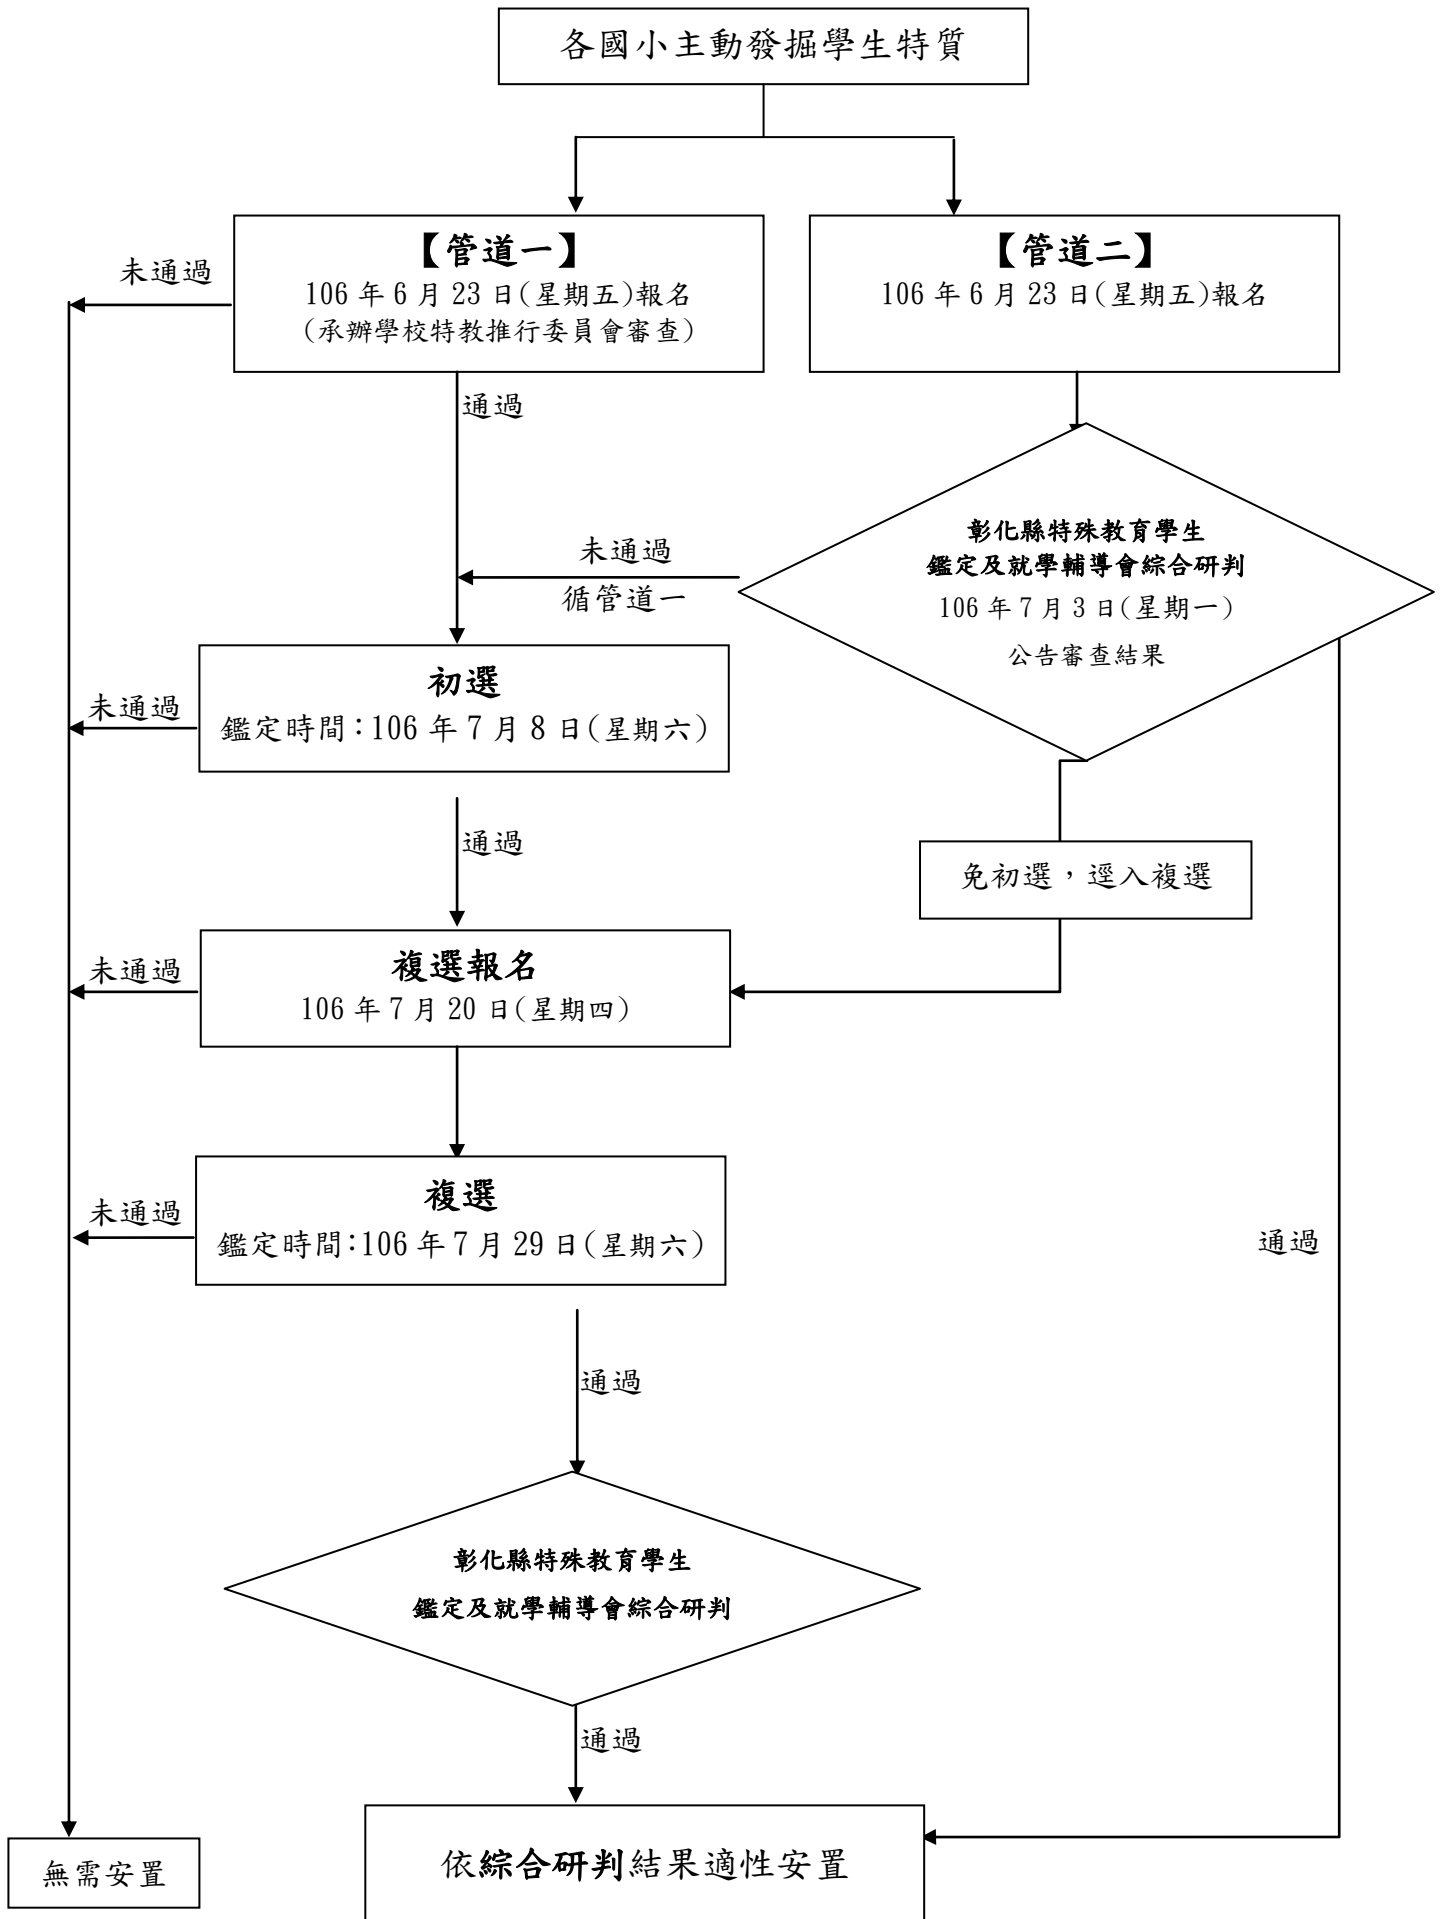 各國小主動發掘學生特質
【管道一】
106 年 6 月 23 日(星期五)報名
(承辦學校特教推行委員會審查)
【管道二】
106 年 6 月 23 日(星期五)報名
未通過
通過
彰化縣特殊教育學生
鑑定及就學輔導會綜合研判
106 年 7 月 3 日(星期一)
公告審查結果
未通過
循管道一
初選
鑑定時間：106 年 7 月 8 日(星期六)
未通過
通過
免初選，逕入複選
複選報名
106 年 7 月 20 日(星期四)
未通過
複選
鑑定時間：106 年 7 月 29 日(星期六)
未通過
通過
通過
彰化縣特殊教育學生
鑑定及就學輔導會綜合研判
通過
無需安置
依綜合研判結果適性安置